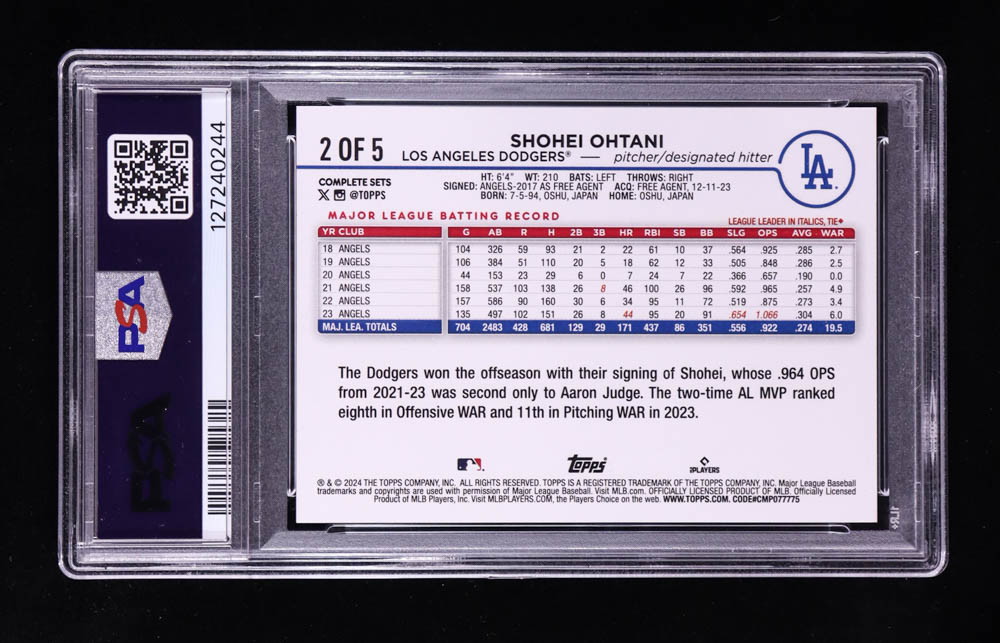 127240244
PSA
PSA
2 OF 5
SHOHEI OHTANI
LOS ANGELES DODGERS® — pitcher/designated hitter
LA
COMPLETE SETS
@TOPPS
HT: 6'4" WT: 210 BATS: LEFT THROWS: RIGHT
SIGNED: ANGELS-2017 AS FREE AGENT ACQ: FREE AGENT, 12-11-23
BORN: 7-5-94, OSHU, JAPAN HOME: OSHU, JAPAN
MAJOR LEAGUE BATTING RECORD
LEAGUE LEADER IN ITALICS, TIE♦
YR CLUB G AB R H 2B 3B HR RBI SB BB SLG OPS AVG WAR
18 ANGELS 104 326 59 93 21 2 22 61 10 37 .564 .925 .285 2.7
19 ANGELS 106 384 51 110 20 5 18 62 12 33 .505 .848 .286 2.5
20 ANGELS 44 153 23 29 6 0 7 24 7 22 .366 .657 .190 0.0
21 ANGELS 158 537 103 138 26 8 46 100 26 96 .592 .965 .257 4.9
22 ANGELS 157 586 90 160 30 6 34 95 11 72 .519 .875 .273 3.4
23 ANGELS 135 497 102 151 26 8 44 95 20 91 .654 1.066 .304 6.0
MAJ. LEA. TOTALS 704 2483 428 681 129 29 171 437 86 351 .556 .922 .274 19.5
The Dodgers won the offseason with their signing of Shohei, whose .964 OPS
from 2021-23 was second only to Aaron Judge. The two-time AL MVP ranked
eighth in Offensive WAR and 11th in Pitching WAR in 2023.
Topps
PLAYERS
® & © 2024 THE TOPPS COMPANY, INC. ALL RIGHTS RESERVED. TOPPS IS A REGISTERED TRADEMARK OF THE TOPPS COMPANY, INC. Major League Baseball
trademarks and copyrights are used with permission of Major League Baseball. Visit MLB.com. OFFICIALLY LICENSED PRODUCT OF MLB. Officially Licensed
Product of MLB Players, Inc. Visit MLBPLAYERS.COM, the Players Choice on the web. WWW.TOPPS.COM. CODE#CMP077775